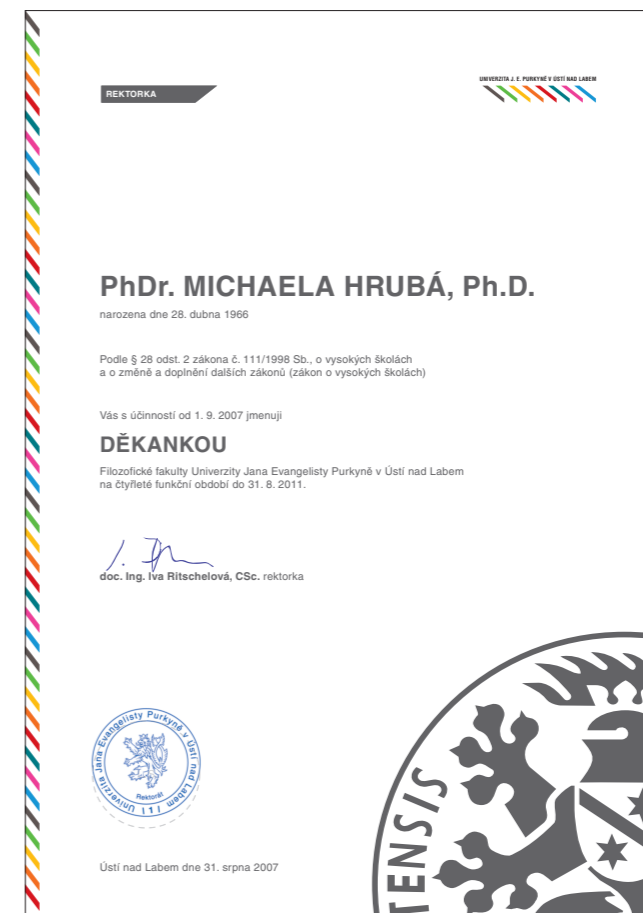 REKTORKA
UNIVERZITA J. E. PURKYNĚ V ÚSTÍ NAD LABEM
PhDr. MICHAELA HRUBÁ, Ph.D.
narozena dne 28. dubna 1966
Podle § 28 odst. 2 zákona č. 111/1998 Sb., o vysokých školách
a o změně a doplnění dalších zákonů (zákon o vysokých školách)
Vás s účinností od 1. 9. 2007 jmenuji
DĚKANKOU
Filozofické fakulty Univerzity Jana Evangelisty Purkyně v Ústí nad Labem
na čtyřleté funkční období do 31. 8. 2011.
doc. Ing. Iva Ritschelová, CSc. rektorka
Univerzita Jana Evangelisty Purkyně v Ústí nad Labem
Rektorát
Ústí nad Labem dne 31. srpna 2007
TENSIS